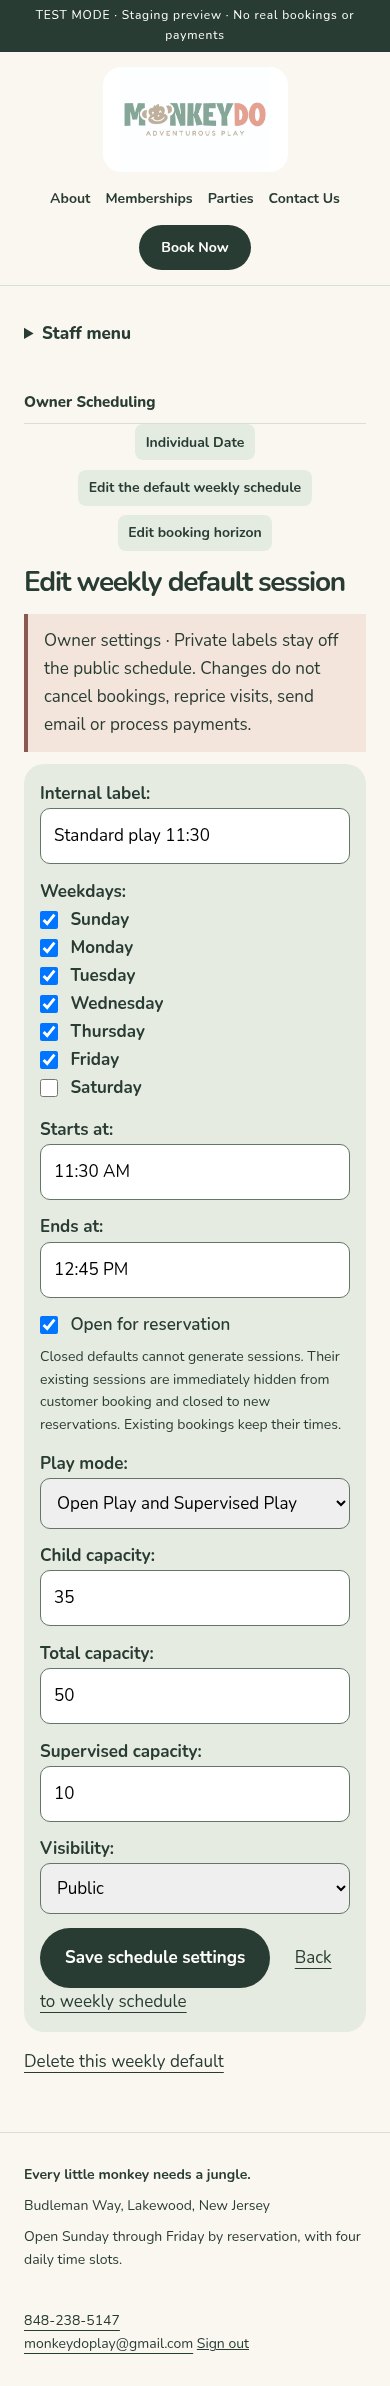 TEST MODE · Staging preview · No real bookings or
payments
MONKEYDO
ADVENTUROUS PLAY
About Memberships Parties Contact Us
Book Now
Staff menu
Owner Scheduling
Individual Date
Edit the default weekly schedule
Edit booking horizon
Edit weekly default session
Owner settings · Private labels stay off
the public schedule. Changes do not
cancel bookings, reprice visits, send
email or process payments.
Internal label:
Standard play 11:30
Weekdays:
Sunday
Monday
Tuesday
Wednesday
Thursday
Friday
Saturday
Starts at:
11:30 AM
Ends at:
12:45 PM
Open for reservation
Closed defaults cannot generate sessions. Their
existing sessions are immediately hidden from
customer booking and closed to new
reservations. Existing bookings keep their times.
Play mode:
Open Play and Supervised Play
Child capacity:
35
Total capacity:
50
Supervised capacity:
10
Visibility:
Public
Save schedule settings Back
to weekly schedule
Delete this weekly default
Every little monkey needs a jungle.
Budleman Way, Lakewood, New Jersey
Open Sunday through Friday by reservation, with four
daily time slots.
848-238-5147
monkeydoplay@gmail.com Sign out